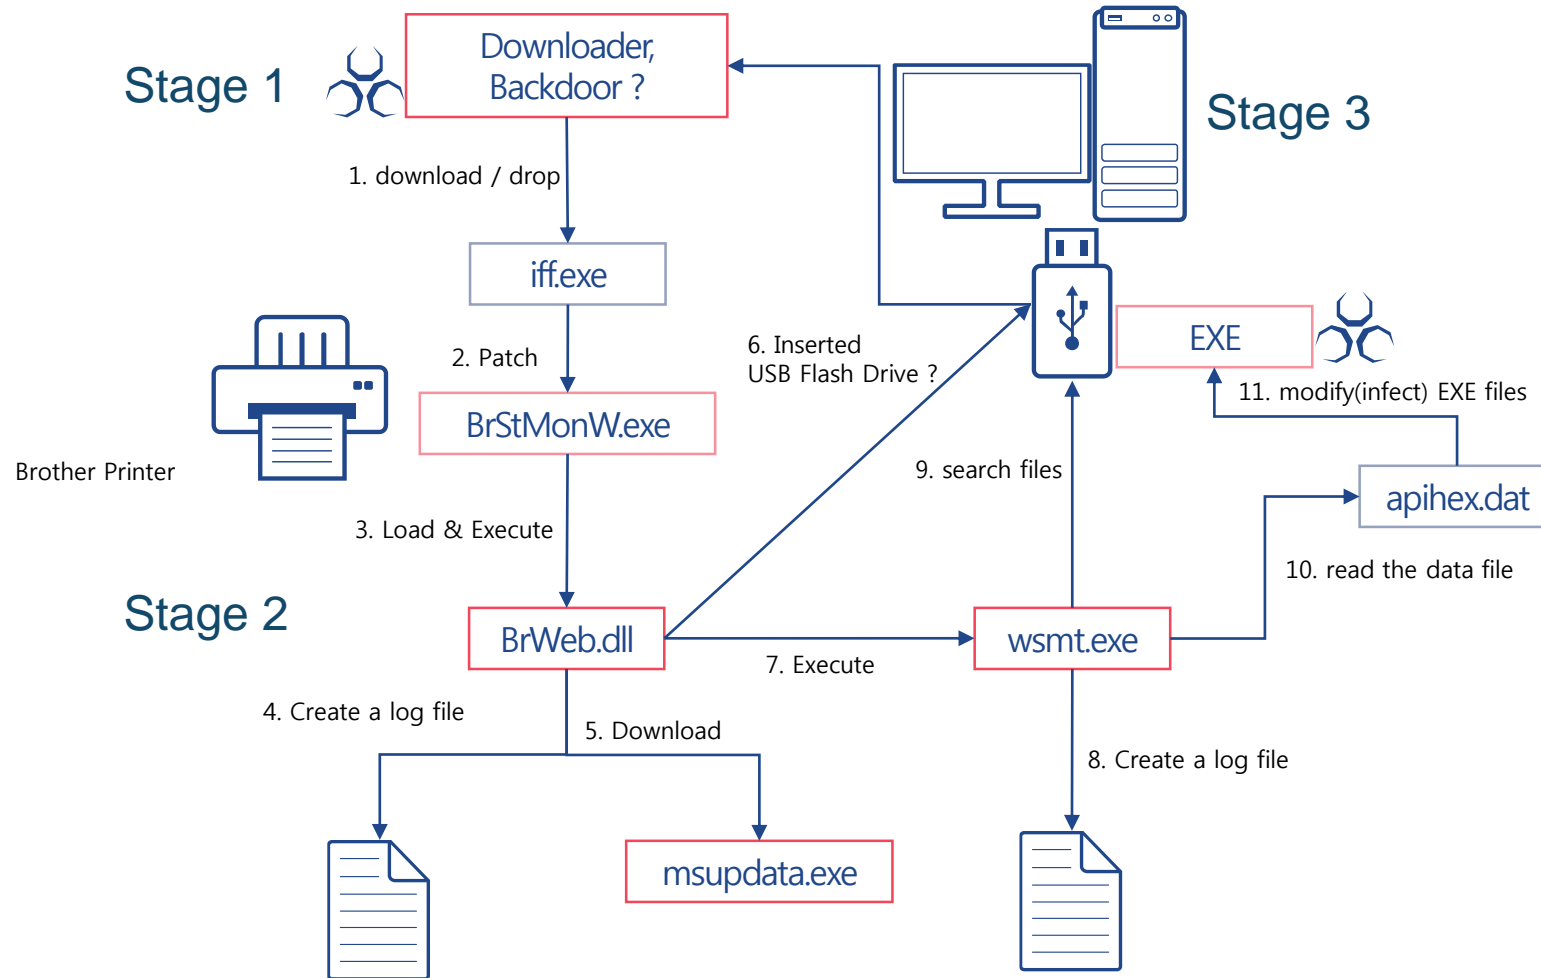 Stage 1
Downloader,
Backdoor ?
Stage 3
1. download / drop
iff.exe
2. Patch
6. Inserted
USB Flash Drive ?
EXE
11. modify(infect) EXE files
BrStMonW.exe
Brother Printer
9. search files
apihex.dat
3. Load & Execute
10. read the data file
Stage 2
BrWeb.dll
7. Execute
wsmt.exe
4. Create a log file
5. Download
8. Create a log file
msupdata.exe